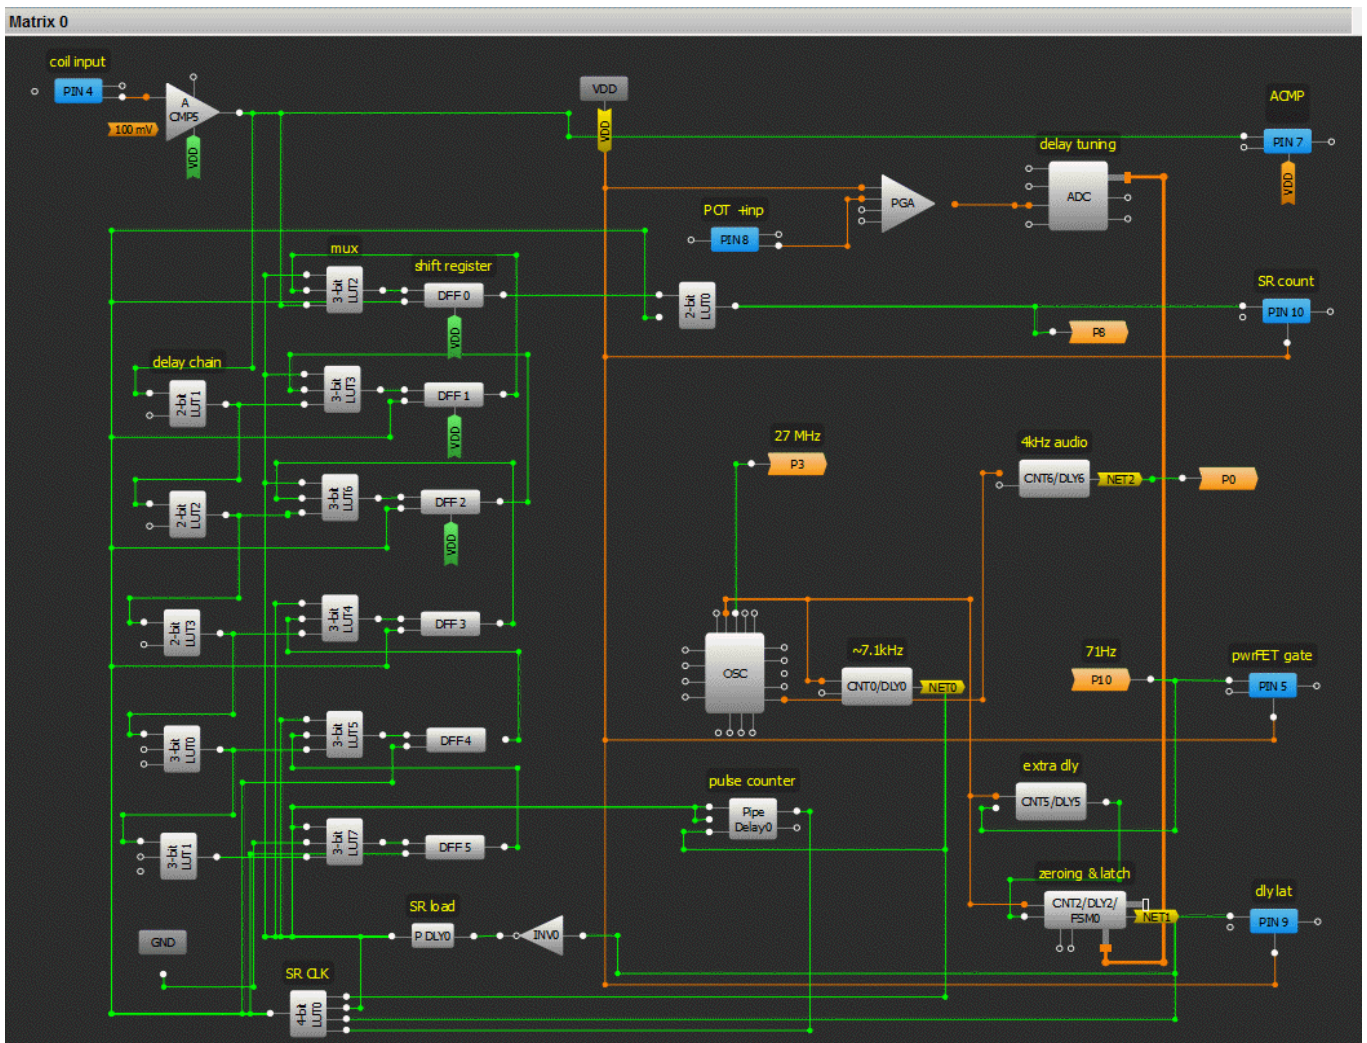 Matrix 0
coil input
PIN 4
A
CMP5
100 mV
VDD
VDD
VDD
ACMP
PIN 7
VDD
delay tuning
ADC
PGA
POT +inp
PIN 8
mux
3-bit
LUT2
shift register
DFF 0
VDD
2-bit
LUT0
SR count
PIN 10
P8
delay chain
2-bit
LUT1
3-bit
LUT3
DFF 1
VDD
27 MHz
P3
4kHz audio
CNT6/DLY6
NET2
P0
2-bit
LUT2
3-bit
LUT6
DFF 2
VDD
2-bit
LUT3
3-bit
LUT4
DFF 3
OSC
~7.1kHz
CNT0/DLY0
NET0
71Hz
P10
pwrFET gate
PIN 5
3-bit
LUT0
3-bit
LUT5
DFF4
pulse counter
Pipe
Delay0
extra dly
CNT5/DLY5
3-bit
LUT1
3-bit
LUT7
DFF 5
zeroing & latch
CNT2/DLY2/
FSM0
NET1
dly lat
PIN 9
SR load
P DLY0
INV0
GND
SR CLK
4-bit
LUT0